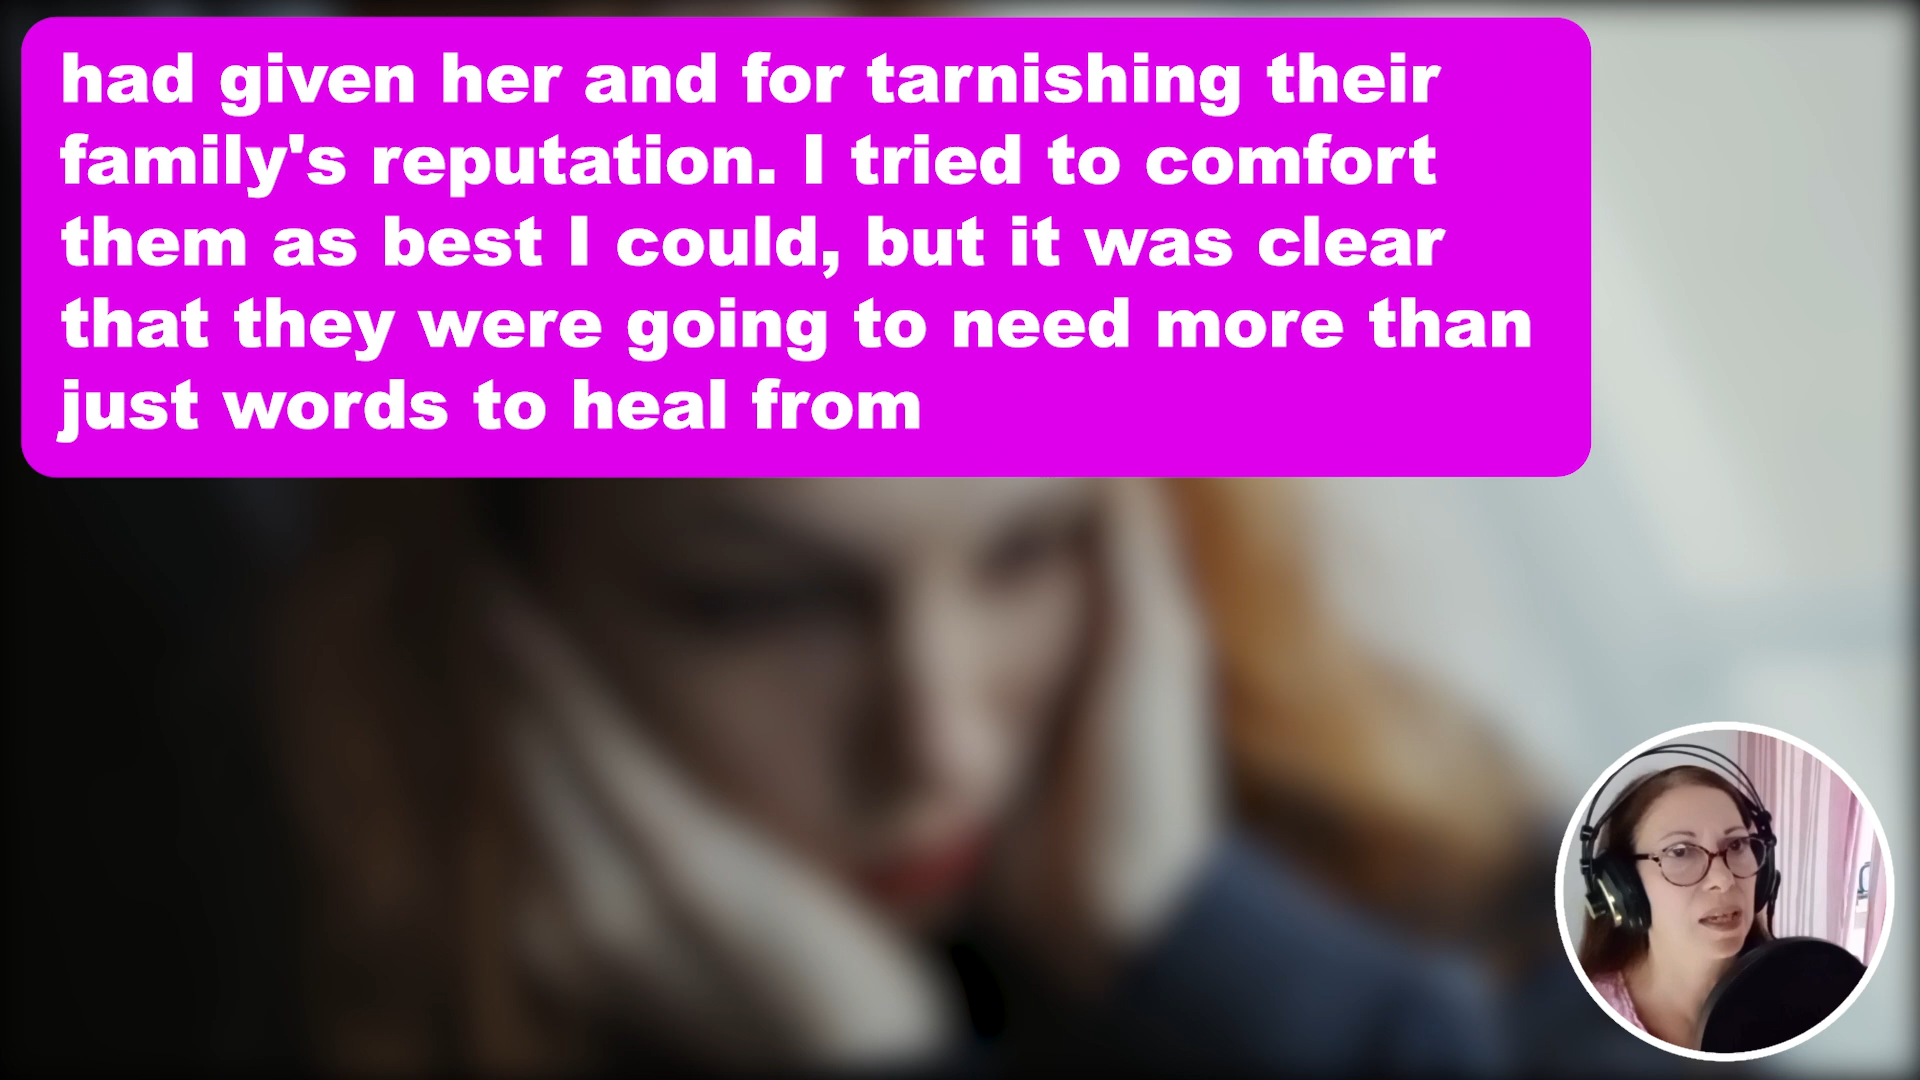 had given her and for tarnishing their
family's reputation. I tried to comfort
them as best I could, but it was clear
that they were going to need more than
just words to heal from